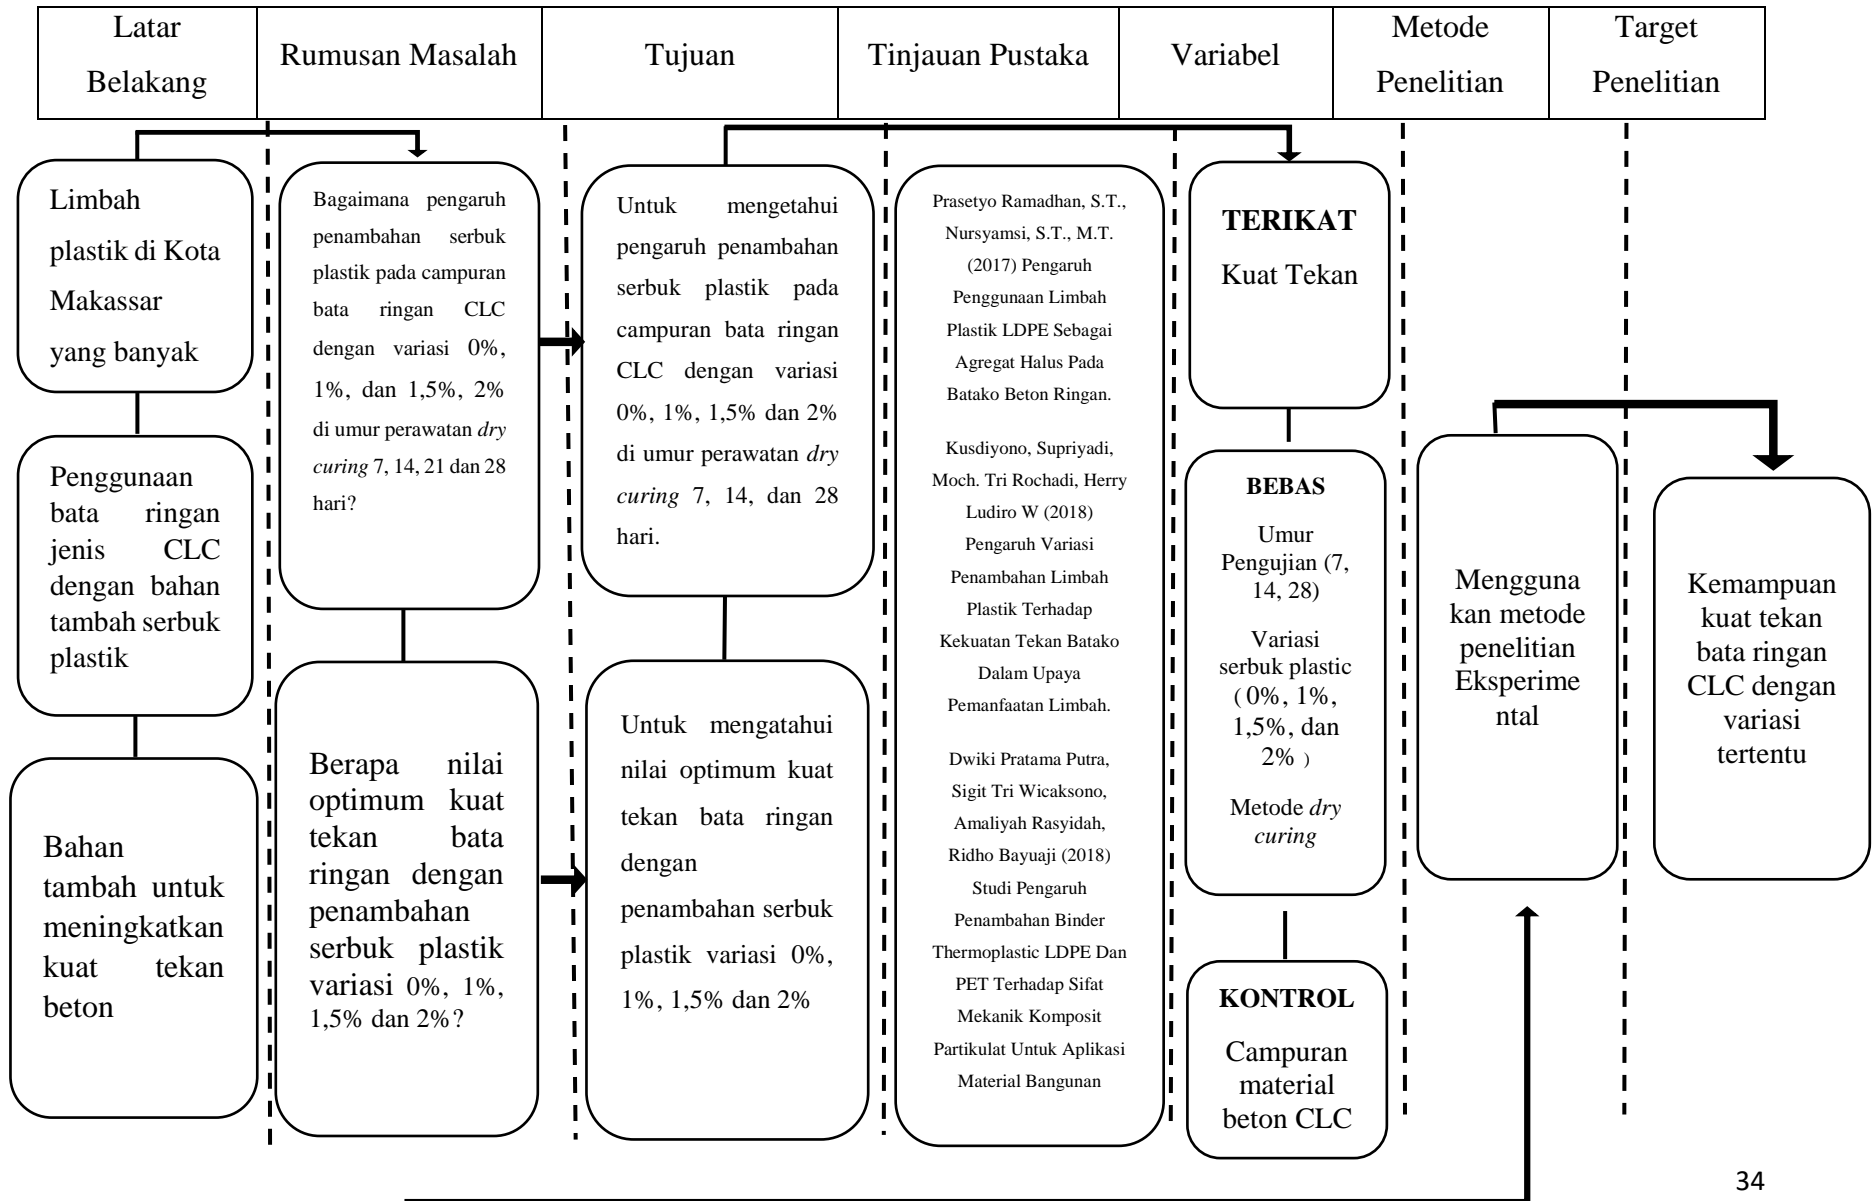 Latar
Belakang
Rumusan Masalah
Tujuan
Tinjauan Pustaka
Variabel
Metode
Penelitian
Target
Penelitian
Limbah
plastik di Kota
Makassar
yang banyak
Penggunaan
bata ringan
jenis CLC
dengan bahan
tambah serbuk
plastik
Bahan
tambah untuk
meningkatkan
kuat tekan
beton
Bagaimana pengaruh
penambahan serbuk
plastik pada campuran
bata ringan CLC
dengan variasi 0%,
1%, dan 1,5%, 2%
di umur perawatan dry
curing 7, 14, 21 dan 28
hari?
Berapa nilai
optimum kuat
tekan bata
ringan dengan
penambahan
serbuk plastik
variasi 0%, 1%,
1,5% dan 2%?
Untuk mengetahui
pengaruh penambahan
serbuk plastik pada
campuran bata ringan
CLC dengan variasi
0%, 1%, 1,5% dan 2%
di umur perawatan dry
curing 7, 14, dan 28
hari.
Untuk mengatahui
nilai optimum kuat
tekan bata ringan
dengan
penambahan serbuk
plastik variasi 0%,
1%, 1,5% dan 2%
Prasetyo Ramadhan, S.T.,
Nursyamsi, S.T., M.T.
(2017) Pengaruh
Penggunaan Limbah
Plastik LDPE Sebagai
Agregat Halus Pada
Batako Beton Ringan.
Kusdiyono, Supriyadi,
Moch. Tri Rochadi, Herry
Ludiro W (2018)
Pengaruh Variasi
Penambahan Limbah
Plastik Terhadap
Kekuatan Tekan Batako
Dalam Upaya
Pemanfaatan Limbah.
Dwiki Pratama Putra,
Sigit Tri Wicaksono,
Amaliyah Rasyidah,
Ridho Bayuaji (2018)
Studi Pengaruh
Penambahan Binder
Thermoplastic LDPE Dan
PET Terhadap Sifat
Mekanik Komposit
Partikulat Untuk Aplikasi
Material Bangunan
TERIKAT
Kuat Tekan
BEBAS
Umur
Pengujian (7,
14, 28)
Variasi
serbuk plastic
( 0%, 1%,
1,5%, dan
2% )
Metode dry
curing
KONTROL
Campuran
material
beton CLC
Mengguna
kan metode
penelitian
Eksperime
ntal
Kemampuan
kuat tekan
bata ringan
CLC dengan
variasi
tertentu
34